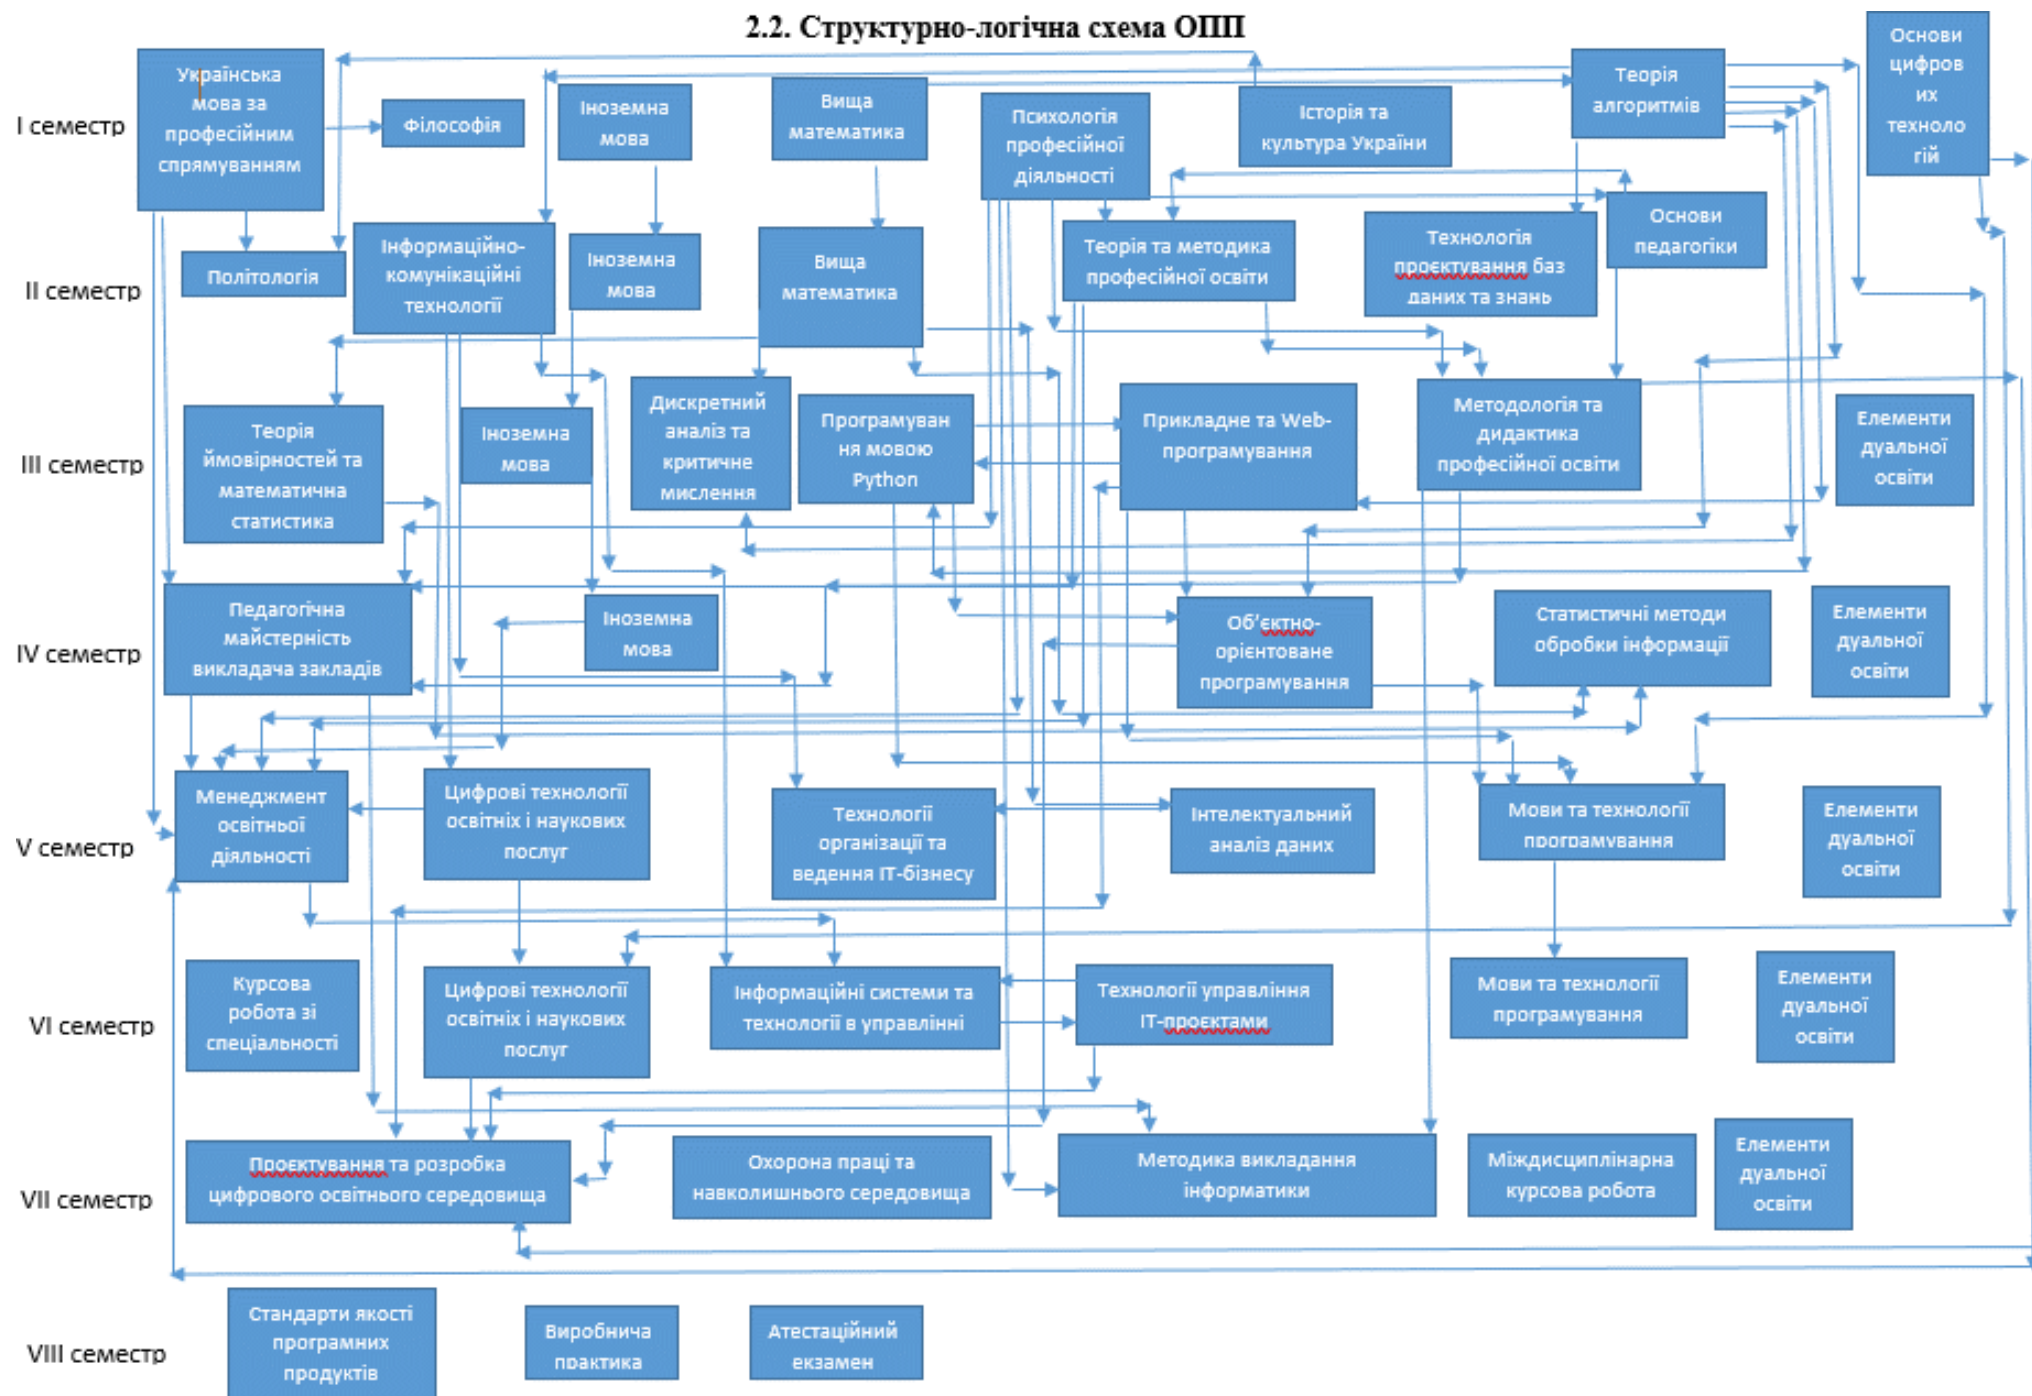 2.2. Структурно-логічна схема ОПП
I семестр
Українська
мова за
професійним
спрямуванням
Філософія
Іноземна
мова
Вища
математика
Психологія
професійної
діяльності
Історія та
культура України
Теорія
алгоритмів
Основи
цифров
их
техноло
гій
II семестр
Політологія
Інформаційно-
комунікаційні
технології
Іноземна
мова
Вища
математика
Теорія та методика
професійної освіти
Технологія
проєктування баз
даних та знань
Основи
педагогіки
III семестр
Теорія
ймовірностей та
математична
статистика
Іноземна
мова
Дискретний
аналіз та
критичне
мислення
Програмуван
ня мовою
Python
Прикладне та Web-
програмування
Методологія та
дидактика
професійної освіти
Елементи
дуальної
освіти
IV семестр
Педагогічна
майстерність
викладача закладів
Іноземна
мова
Об’єктно-
орієнтоване
програмування
Статистичні методи
обробки інформації
Елементи
дуальної
освіти
V семестр
Менеджмент
освітньої
діяльності
Цифрові технології
освітніх і наукових
послуг
Технології
організації та
ведення ІТ-бізнесу
Інтелектуальний
аналіз даних
Мови та технології
програмування
Елементи
дуальної
освіти
VI семестр
Курсова
робота зі
спеціальності
Цифрові технології
освітніх і наукових
послуг
Інформаційні системи та
технології в управлінні
Технології управління
ІТ-проєктами
Мови та технології
програмування
Елементи
дуальної
освіти
VII семестр
Проєктування та розробка
цифрового освітнього середовища
Охорона праці та
навколишнього середовища
Методика викладання
інформатики
Міждисциплінарна
курсова робота
Елементи
дуальної
освіти
VIII семестр
Стандарти якості
програмних
продуктів
Виробнича
практика
Атестаційний
екзамен